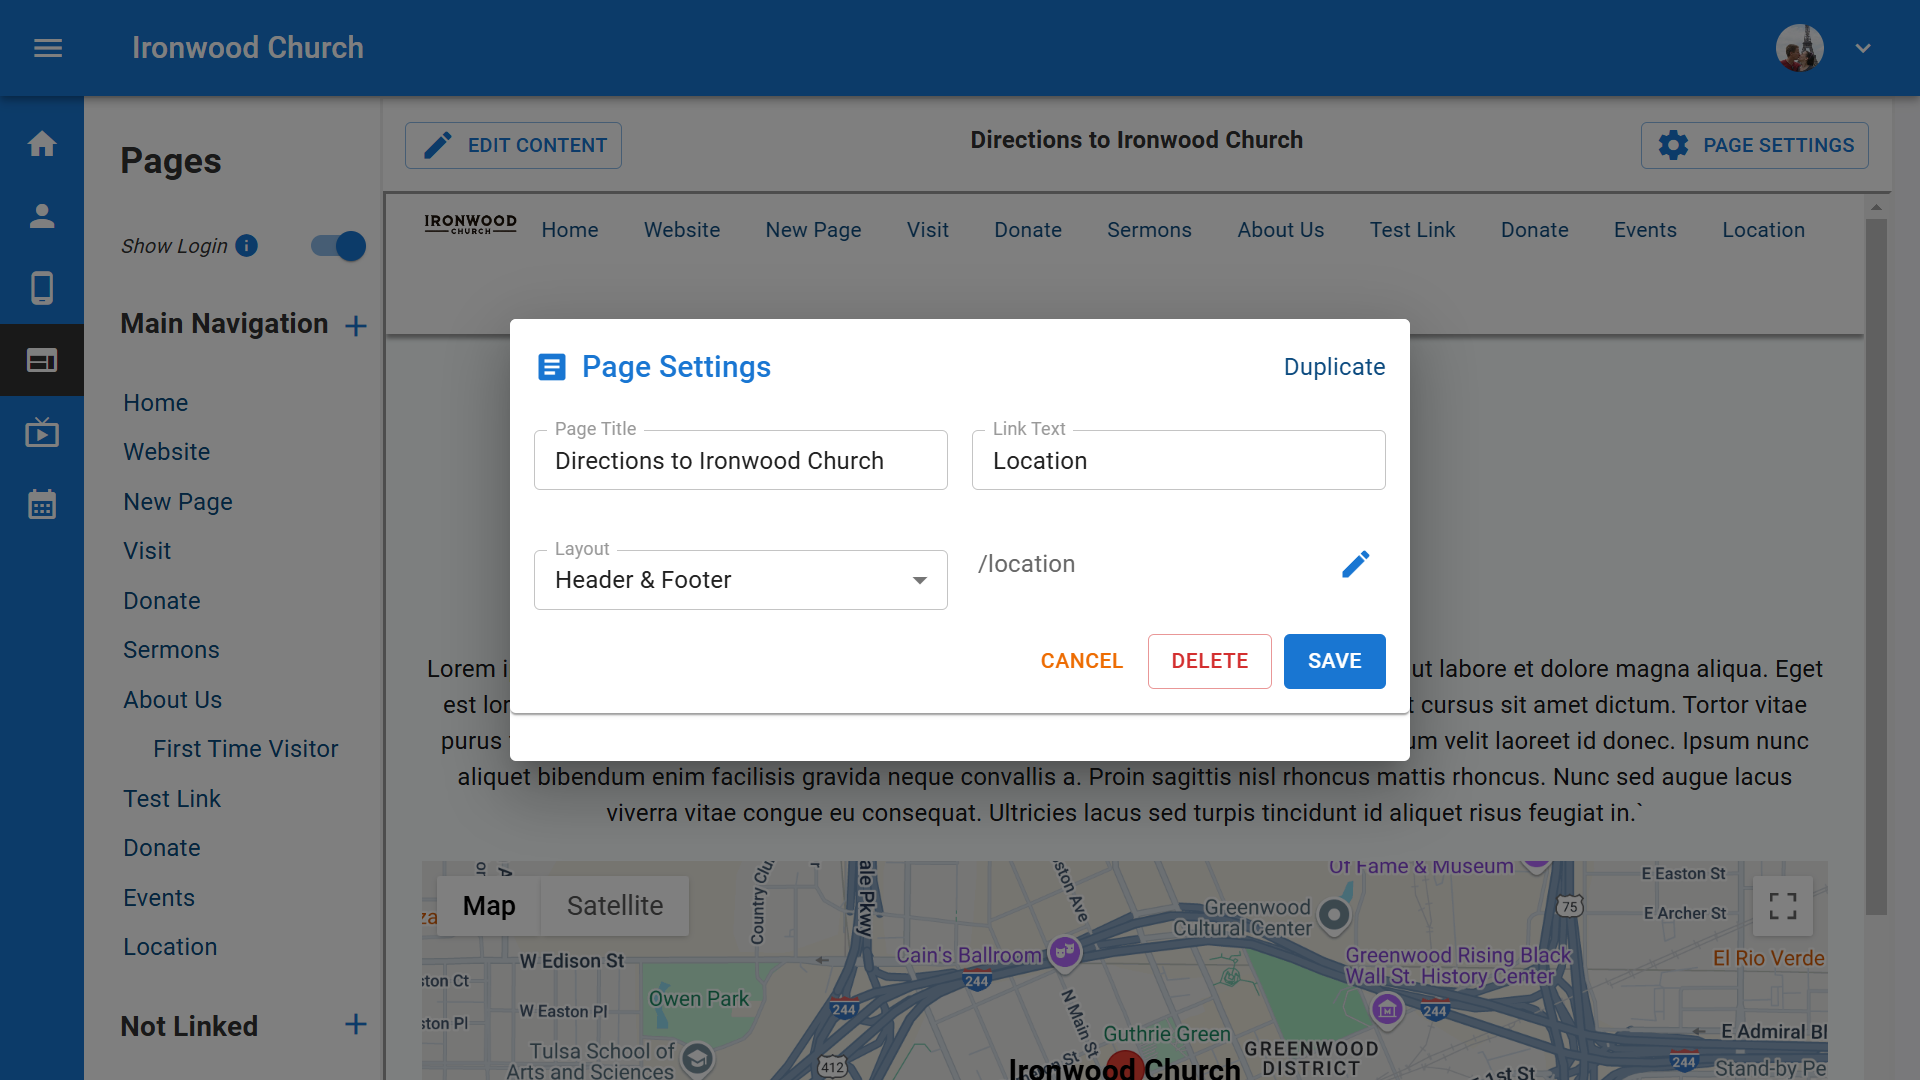 Ironwood Church
Pages
Show Login
Main Navigation
Home
Website
New Page
Visit
Donate
Sermons
About Us
First Time Visitor
Test Link
Donate
Events
Location
Not Linked
EDIT CONTENT
Directions to Ironwood Church
PAGE SETTINGS
IRONWOOD
CHURCH
Home Website New Page Visit Donate Sermons About Us Test Link Donate Events Location
Page Settings
Duplicate
Page Title
Directions to Ironwood Church
Link Text
Location
Layout
Header & Footer
/location
CANCEL DELETE SAVE
Lorem ut labore et dolore magna aliqua. Eget
est cursus sit amet dictum. Tortor vitae
purus velit laoreet id donec. Ipsum nunc
aliquet bibendum enim facilisis gravida neque convallis a. Proin sagittis nisl rhoncus mattis rhoncus. Nunc sed augue lacus
viverra vitae congue eu consequat. Ultricies lacus sed turpis tincidunt id aliquet risus feugiat in.`
Map Satellite
Country Clu
ale Pkwy
ston Ave
Of Fame & Museum
E Easton St
75
E Archer St
Greenwood
Cultural Center
Cain's Ballroom
Greenwood Rising Black
Wall St. History Center
El Rio Verde
W Edison St
ston Ct
244
Owen Park
W Easton Pl
244
244
ston Pl
N Main St
Guthrie Green
E Admiral Bl
Tulsa School of
Arts and Sciences
412
Ironwood Church
GREENWOOD
DISTRICT
1st St
244
Stand-by Pe